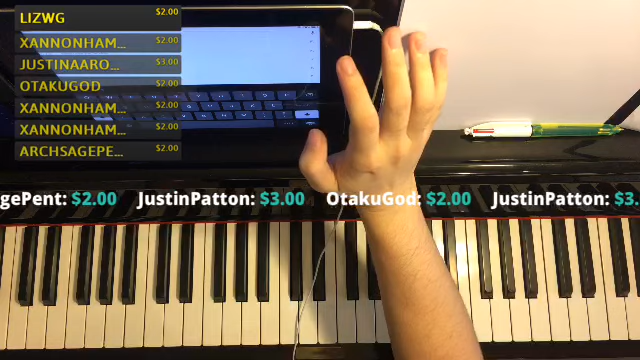 LIZWG $2.00
XANNONHAM... $2.00
JUSTINAARO... $3.00
OTAKUGOD $2.00
XANNONHAM... $2.00
XANNONHAM... $2.00
ARCHSAGEPE... $2.00
gePent: $2.00 JustinPatton: $3.00 OtakuGod: $2.00 JustinPatton: $3.